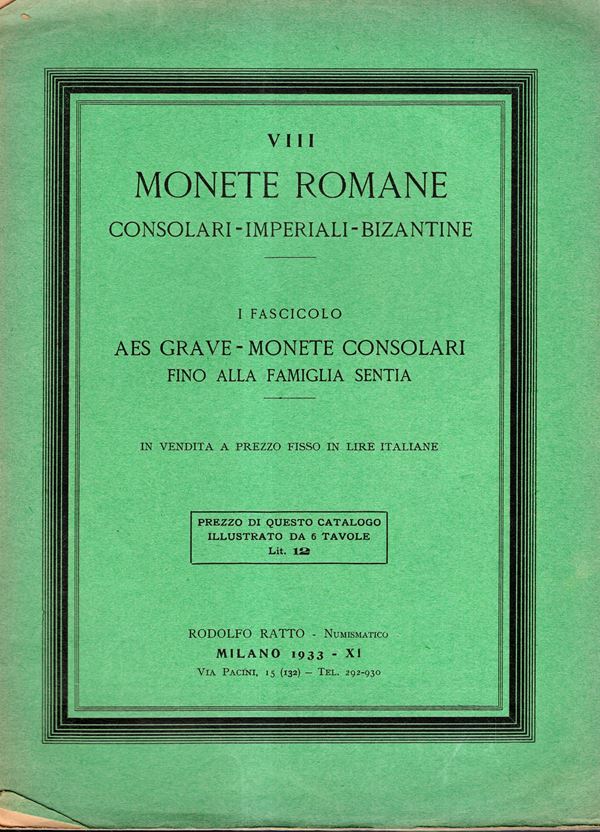 VIII
MONETE ROMANE
CONSOLARI-IMPERIALI-BIZANTINE
I FASCICOLO
AES GRAVE - MONETE CONSOLARI
FINO ALLA FAMIGLIA SENTIA
IN VENDITA A PREZZO FISSO IN LIRE ITALIANE
PREZZO DI QUESTO CATALOGO
ILLUSTRATO DA 6 TAVOLE
Lit. 12
RODOLFO RATTO - NUMISMATICO
MILANO 1933 - XI
VIA PACINI, 15 (132) — TEL. 292-930